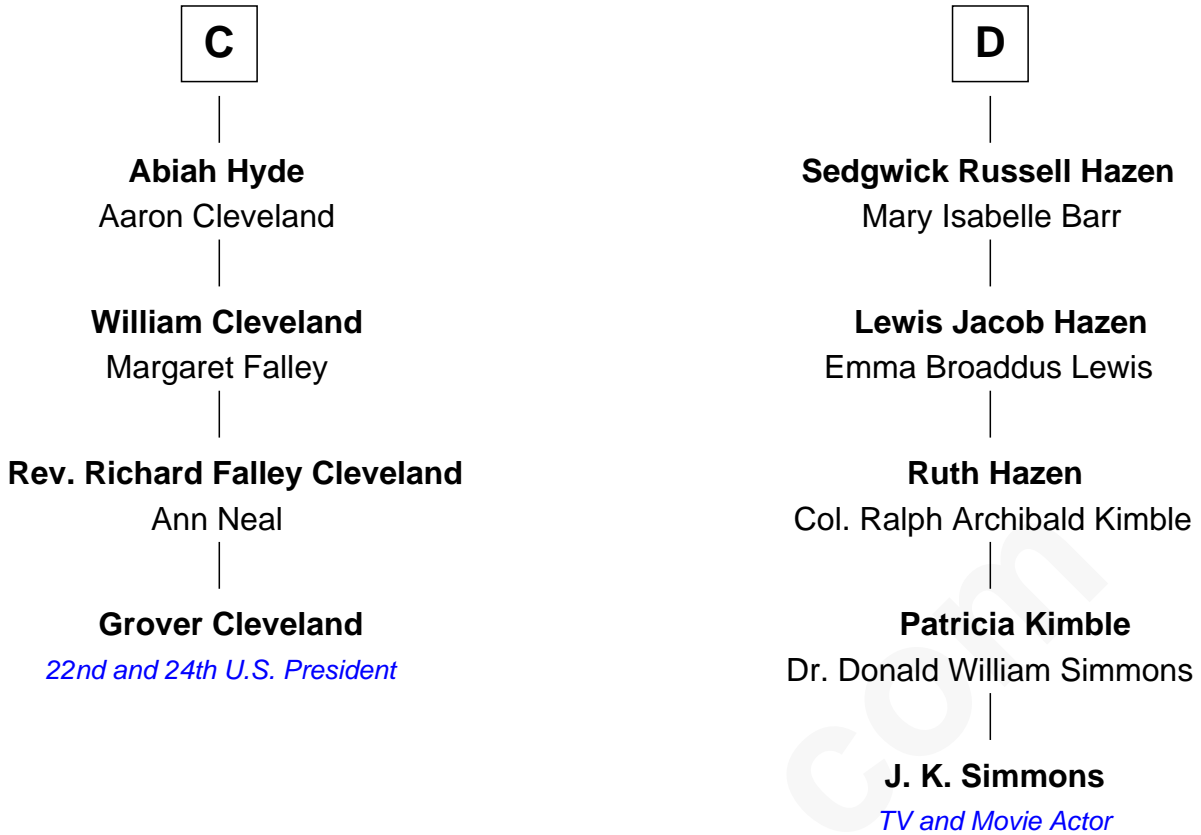 C
Abiah Hyde
Aaron Cleveland
William Cleveland
Margaret Falley
Rev. Richard Falley Cleveland
Ann Neal
Grover Cleveland
22nd and 24th U.S. President
D
Sedgwick Russell Hazen
Mary Isabelle Barr
Lewis Jacob Hazen
Emma Broaddus Lewis
Ruth Hazen
Col. Ralph Archibald Kimble
Patricia Kimble
Dr. Donald William Simmons
J. K. Simmons
TV and Movie Actor
com